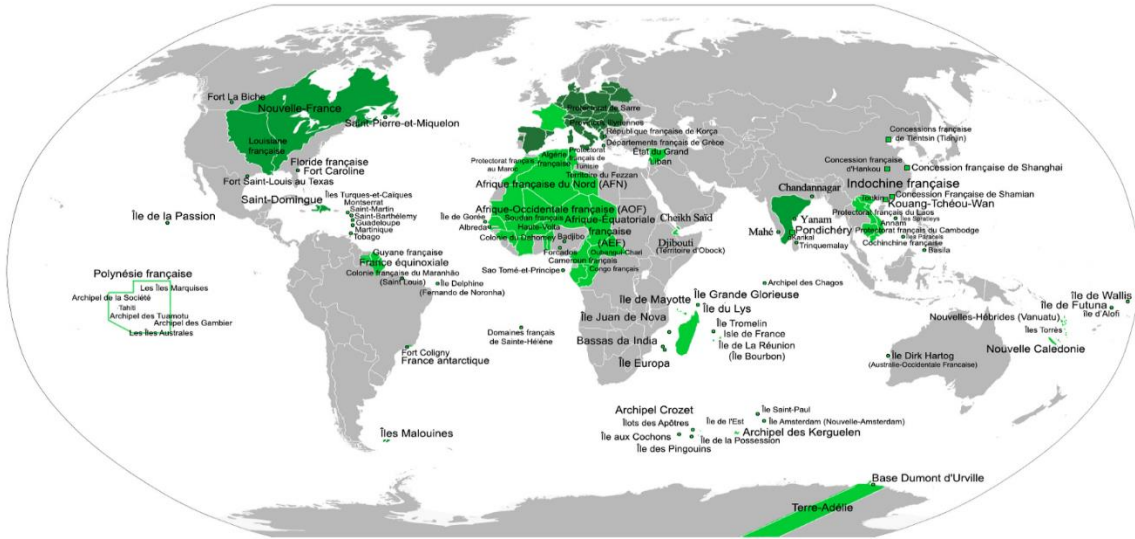 Fort La Biche
Nouvelle-France
Saint-Pierre-et-Miquelon
Louisiane
française
Floride française
Fort Caroline
Fort Saint-Louis au Texas
Îles Turques-et-Caïques
Montserrat
Saint-Domingue
Saint-Martin
Saint-Barthélemy
Guadeloupe
Martinique
Tobago
Île de la Passion
Guyane française
France équinoxiale
Colonie française du Maranhão
(Saint Louis)
Île Delphine
(Fernando de Noronha)
Polynésie française
Les Îles Marquises
Archipel de la Société
Tahiti
Archipel des Tuamotu
Archipel des Gambier
Les Îles Australes
Fort Coligny
France antarctique
Îles Malouines
Protectorat de Sarre
Provinces Illyriennes
République française de Korça
Départements français de Grèce
État du Grand
Liban
Algérie
française
Protectorat
français de
Tunisie
Protectorat français
au Maroc
Territoire du Fezzan
Afrique française du Nord (AFN)
Afrique-Occidentale française (AOF)
Soudan français
Afrique-Équatoriale
française
(AEF)
Île de Gorée
Albreda
Haute-Volta
Colonie du Dahomey
Badjibo
Forcados
Oubangui-Chari
Cameroun français
Congo français
Sao Tomé-et-Principe
Cheikh Saïd
Djibouti
(Territoire d'Obock)
Domaines français
de Sainte-Hélène
Île de Mayotte
Île Grande Glorieuse
Île du Lys
Île Juan de Nova
Île Tromelin
Isle de France
Bassas da India
Île de La Réunion
(Île Bourbon)
Île Europa
Archipel des Chagos
Chandannagar
Yanam
Mahé
Pondichéry
Karikal
Trinquemalay
Concessions française
de Tientsin (Tianjin)
Concession française
d'Hankou
Concession française de Shanghai
Indochine française
Concession Française de Shamian
Tonkin
Kouang-Tchéou-Wan
Protectorat français du Laos
Îles Spratleys
Annam
Protectorat français du Cambodge
Îles Paracels
Cochinchine française
Basila
Île de Wallis
Île de Futuna
Île d'Alofi
Nouvelles-Hébrides (Vanuatu)
Îles Torrès
Nouvelle Caledonie
Île Dirk Hartog
(Australie-Occidentale Francaise)
Archipel Crozet
Îlots des Apôtres
Île de l'Est
Île Saint-Paul
Île Amsterdam (Nouvelle-Amsterdam)
Archipel des Kerguelen
Île aux Cochons
Île de la Possession
Île des Pingouins
Base Dumont d'Urville
Terre-Adélie